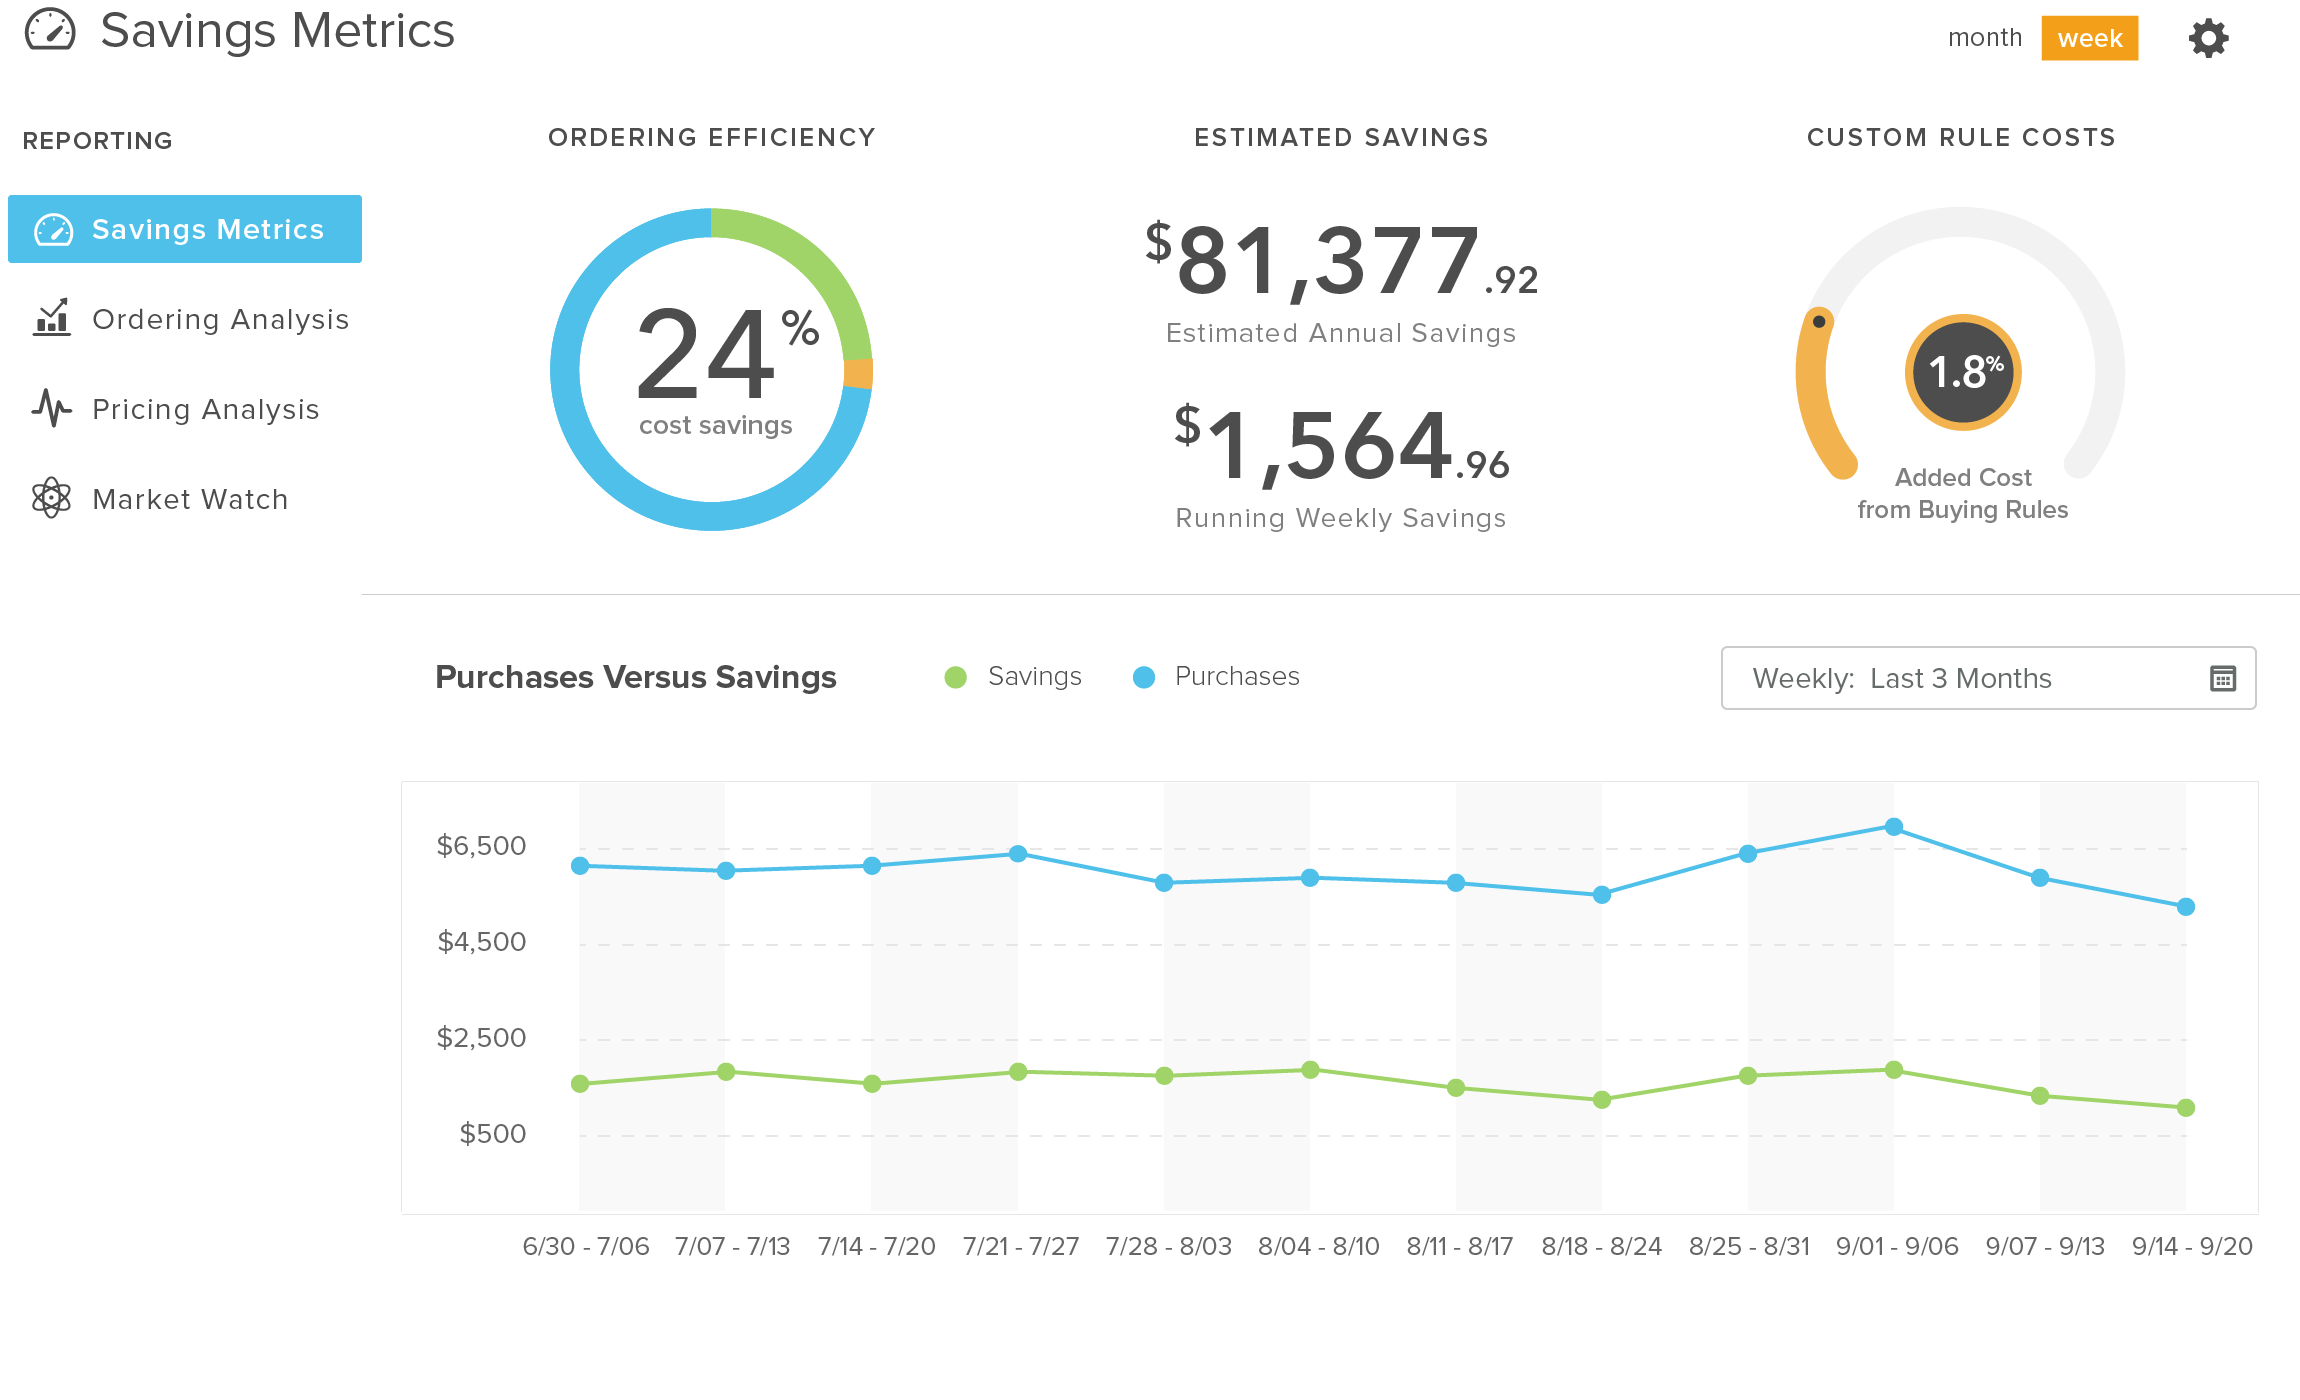 Savings Metrics
month week
REPORTING
Savings Metrics
Ordering Analysis
Pricing Analysis
Market Watch
ORDERING EFFICIENCY
24%
cost savings
ESTIMATED SAVINGS
$81,377.92
Estimated Annual Savings
$1,564.96
Running Weekly Savings
CUSTOM RULE COSTS
1.8%
Added Cost
from Buying Rules
Purchases Versus Savings
Savings Purchases
Weekly: Last 3 Months
$6,500
$4,500
$2,500
$500
6/30 - 7/06 7/07 - 7/13 7/14 - 7/20 7/21 - 7/27 7/28 - 8/03 8/04 - 8/10 8/11 - 8/17 8/18 - 8/24 8/25 - 8/31 9/01 - 9/06 9/07 - 9/13 9/14 - 9/20